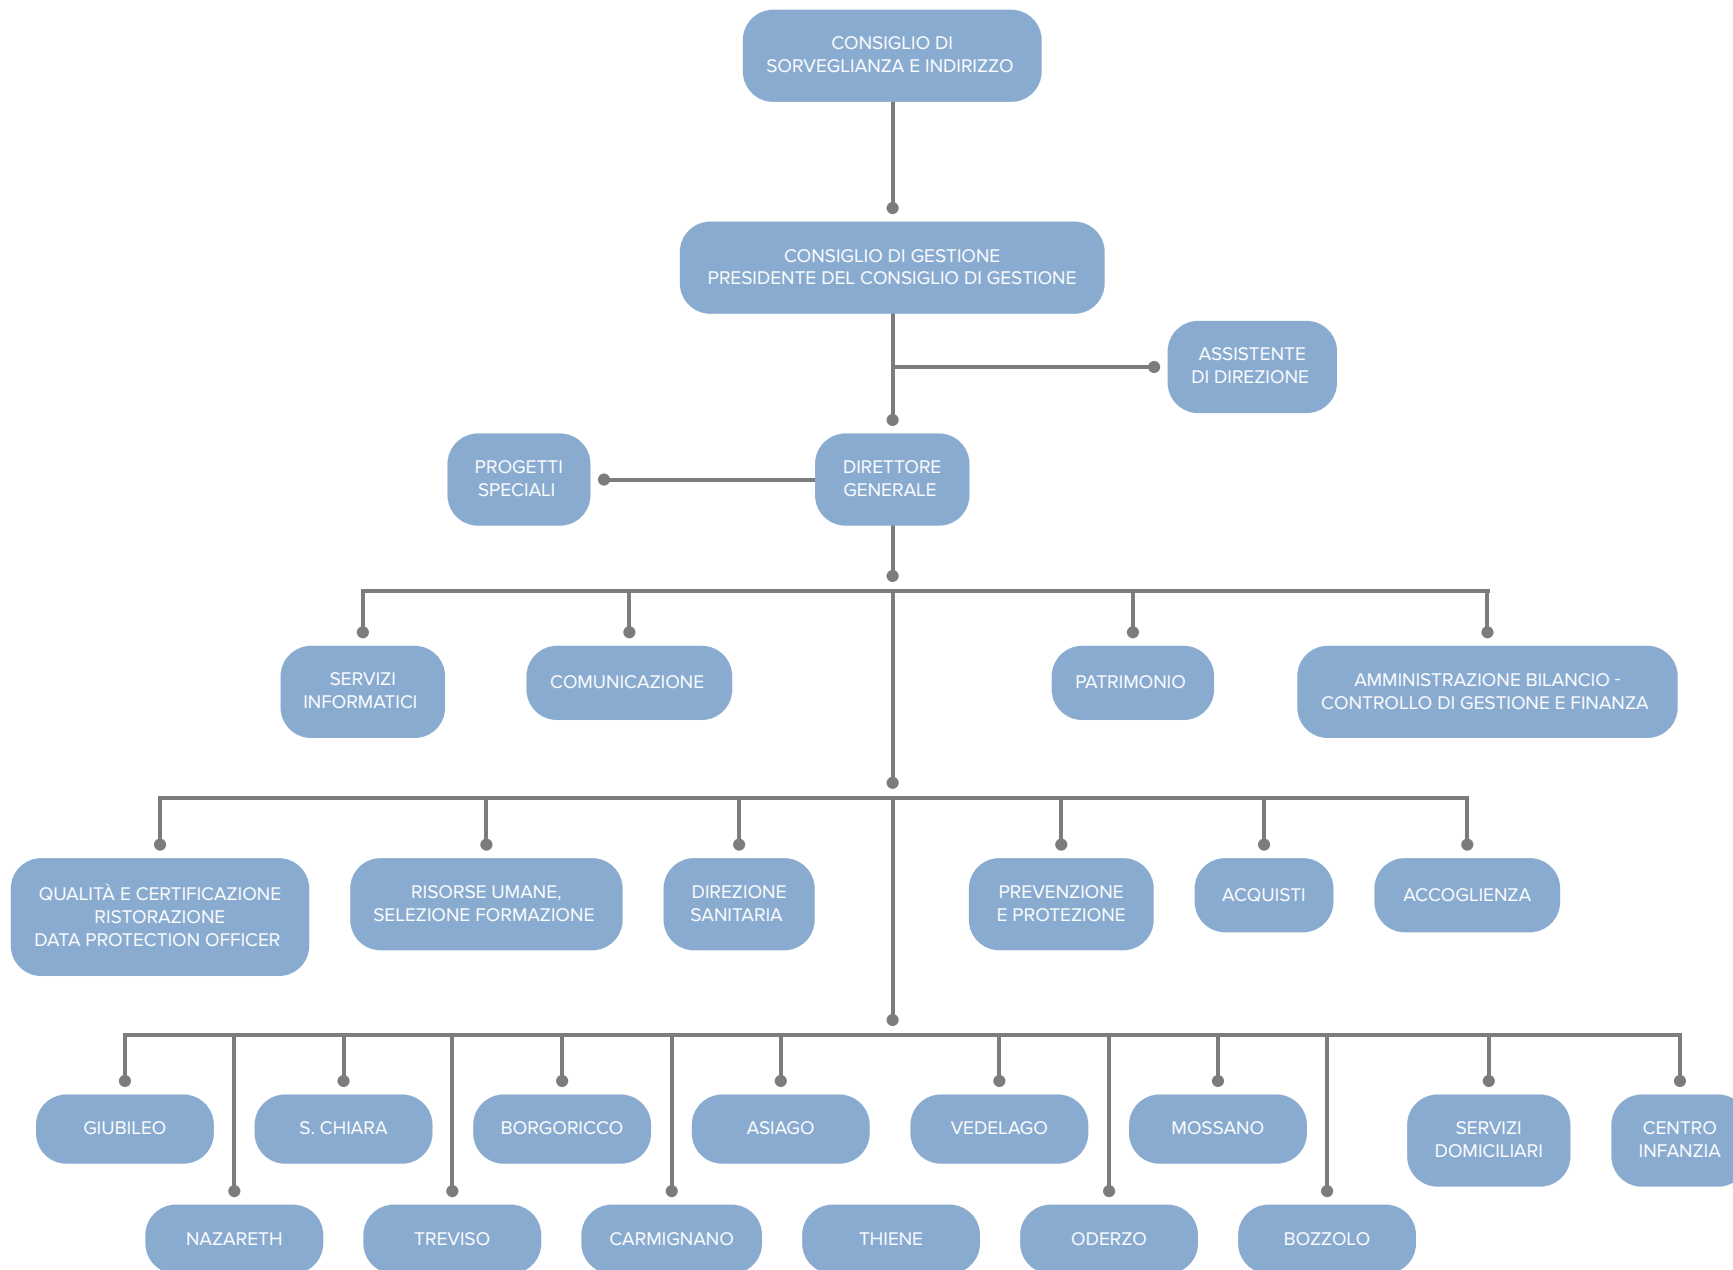 CONSIGLIO DI
SORVEGLIANZA E INDIRIZZO
CONSIGLIO DI GESTIONE
PRESIDENTE DEL CONSIGLIO DI GESTIONE
ASSISTENTE
DI DIREZIONE
PROGETTI
SPECIALI
DIRETTORE
GENERALE
SERVIZI
INFORMATICI
COMUNICAZIONE
PATRIMONIO
AMMINISTRAZIONE BILANCIO -
CONTROLLO DI GESTIONE E FINANZA
QUALITÀ E CERTIFICAZIONE
RISTORAZIONE
DATA PROTECTION OFFICER
RISORSE UMANE,
SELEZIONE FORMAZIONE
DIREZIONE
SANITARIA
PREVENZIONE
E PROTEZIONE
ACQUISTI
ACCOGLIENZA
GIUBILEO
S. CHIARA
BORGORICCO
ASIAGO
VEDELAGO
MOSSANO
SERVIZI
DOMICILIARI
CENTRO
INFANZIA
NAZARETH
TREVISO
CARMIGNANO
THIENE
ODERZO
BOZZOLO